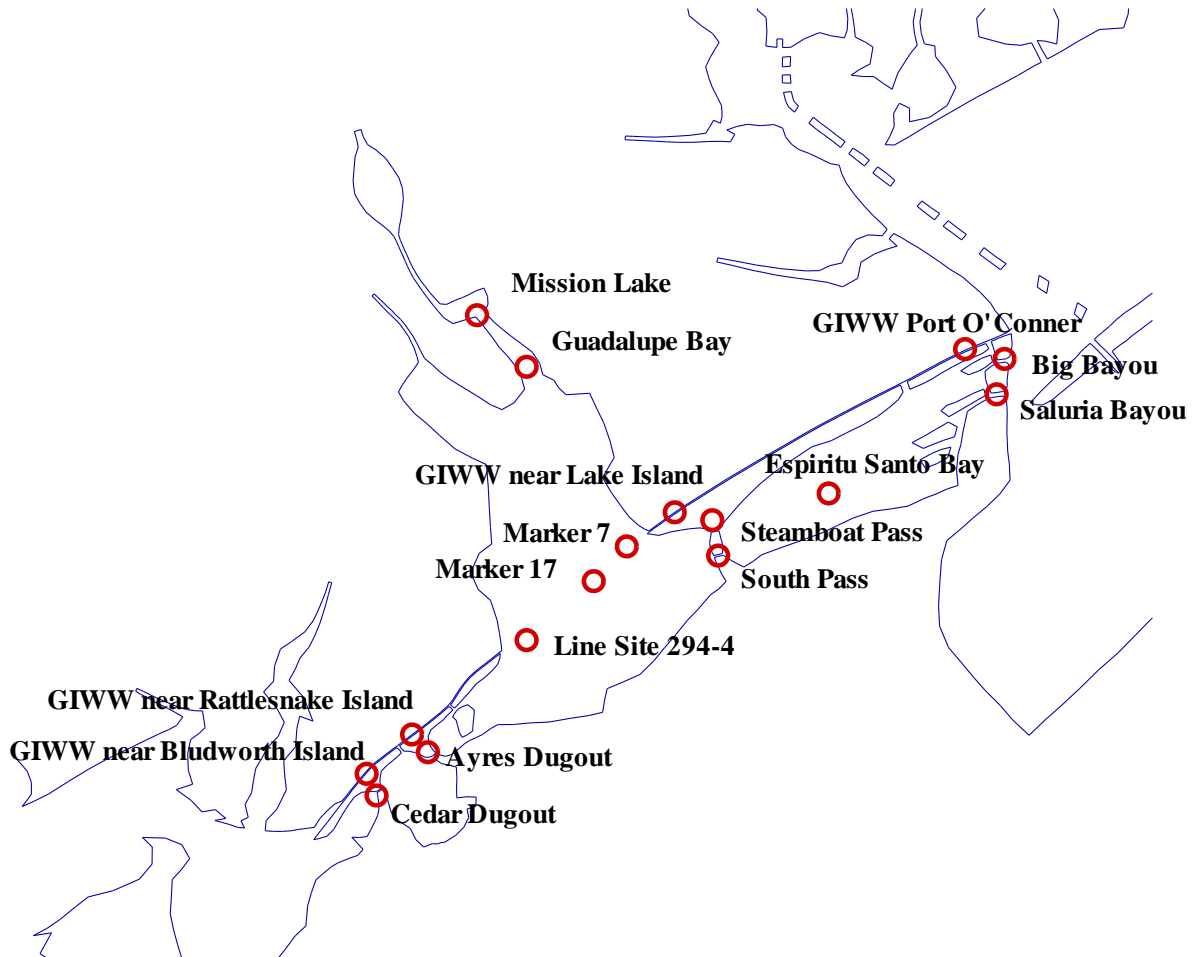 Mission Lake
GIWW Port O'Conner
Guadalupe Bay
Big Bayou
Saluria Bayou
Espiritu Santo Bay
GIWW near Lake Island
Marker 7
Steamboat Pass
Marker 17
South Pass
Line Site 294-4
GIWW near Rattlesnake Island
GIWW near Bludworth Island
Ayres Dugout
Cedar Dugout